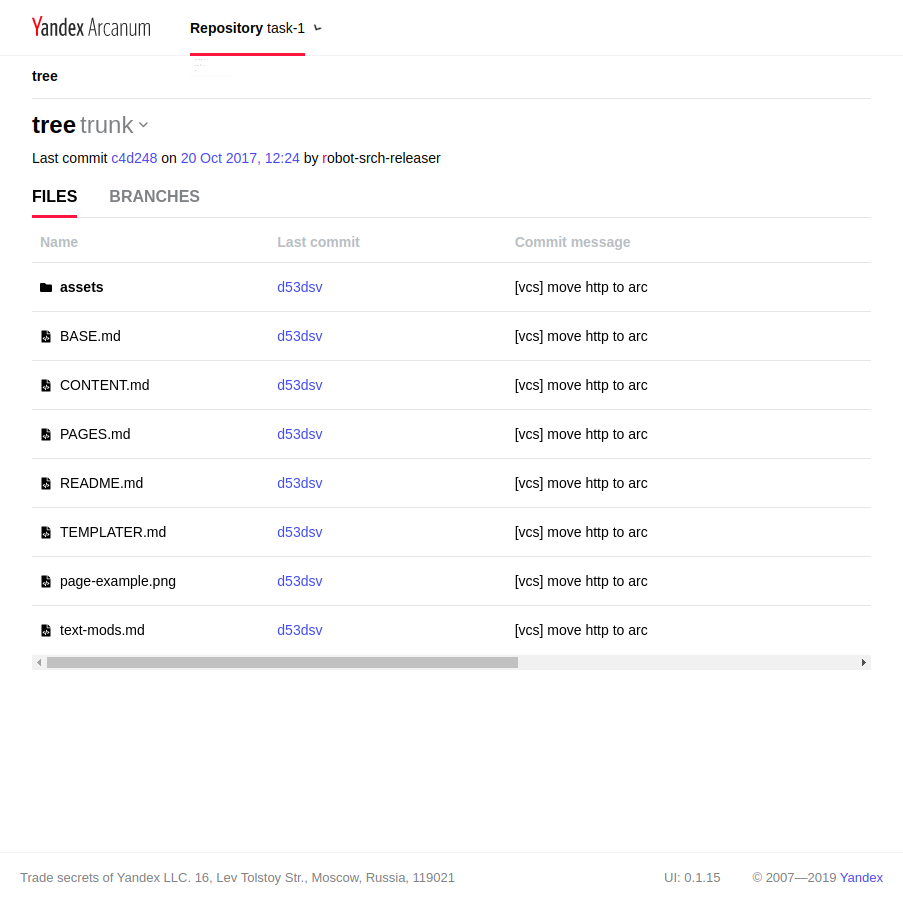 Yandex Arcanum
Repository task-1
tree
tree trunk
Last commit c4d248 on 20 Oct 2017, 12:24 by robot-srch-releaser
FILES BRANCHES
Name Last commit Commit message
assets d53dsv [vcs] move http to arc
BASE.md d53dsv [vcs] move http to arc
CONTENT.md d53dsv [vcs] move http to arc
PAGES.md d53dsv [vcs] move http to arc
README.md d53dsv [vcs] move http to arc
TEMPLATER.md d53dsv [vcs] move http to arc
page-example.png d53dsv [vcs] move http to arc
text-mods.md d53dsv [vcs] move http to arc
Trade secrets of Yandex LLC. 16, Lev Tolstoy Str., Moscow, Russia, 119021 UI: 0.1.15 © 2007—2019 Yandex